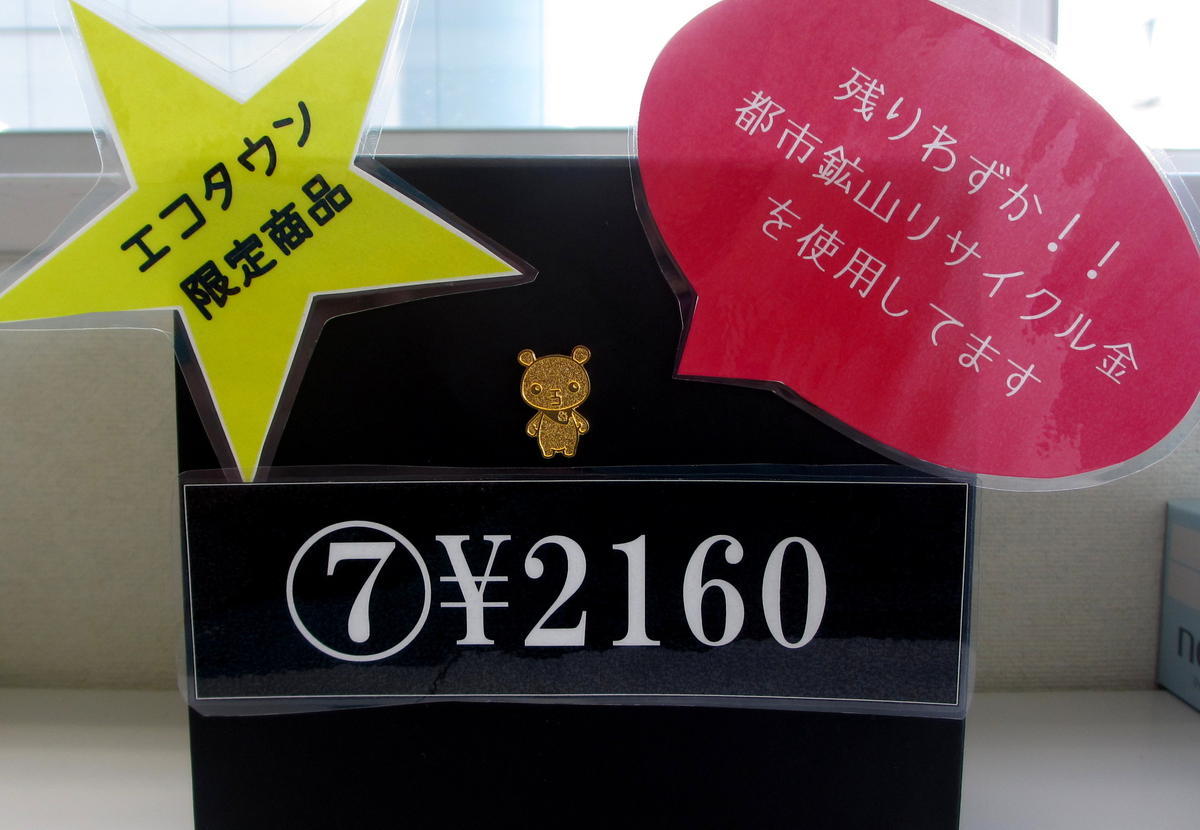 エコタウン
限定商品
残りわずか！！
都市鉱山リサイクル金
を使用してます
⑦¥2160